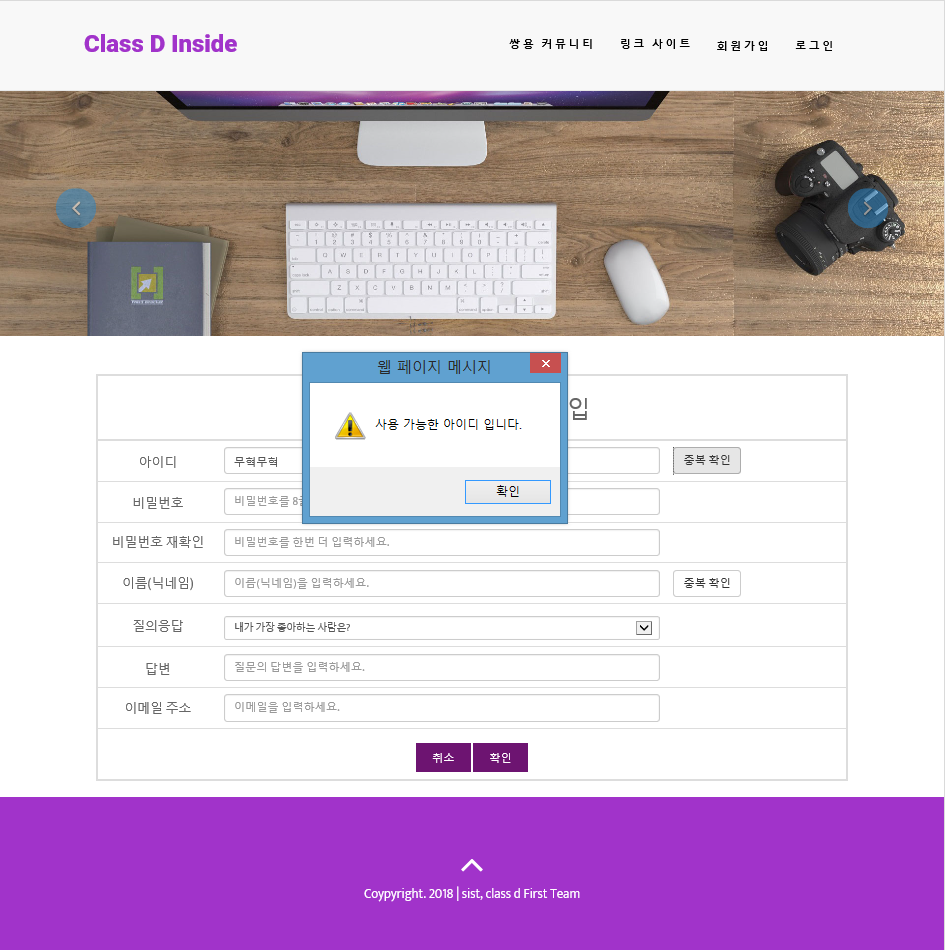 Class D Inside
쌍용 커뮤니티 링크 사이트 회원가입 로그인
웹 페이지 메시지
사용 가능한 아이디 입니다.
확인
입
아이디 무혁무혁 중복 확인
비밀번호 비밀번호를 8
비밀번호 재확인 비밀번호를 한번 더 입력하세요.
이름(닉네임) 이름(닉네임)을 입력하세요. 중복 확인
질의응답 내가 가장 좋아하는 사람은?
답변 질문의 답변을 입력하세요.
이메일 주소 이메일을 입력하세요.
취소 확인
Coypyright. 2018 | sist, class d First Team